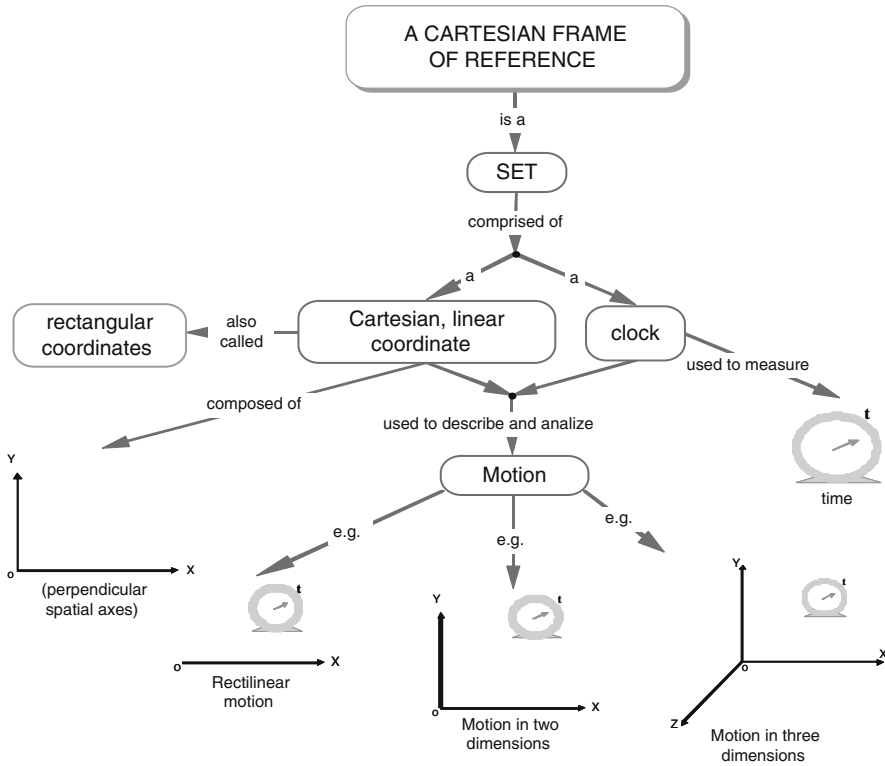 A CARTESIAN FRAME
OF REFERENCE
is a
SET
comprised of
a
a
rectangular
coordinates
also
called
Cartesian, linear
coordinate
clock
used to measure
composed of
used to describe and analize
t
time
Motion
Y
o
X
(perpendicular
spatial axes)
e.g.
e.g.
e.g.
t
o
X
Rectilinear
motion
Y
t
o
X
Motion in two
dimensions
Y
t
o
X
Z
Motion in three
dimensions